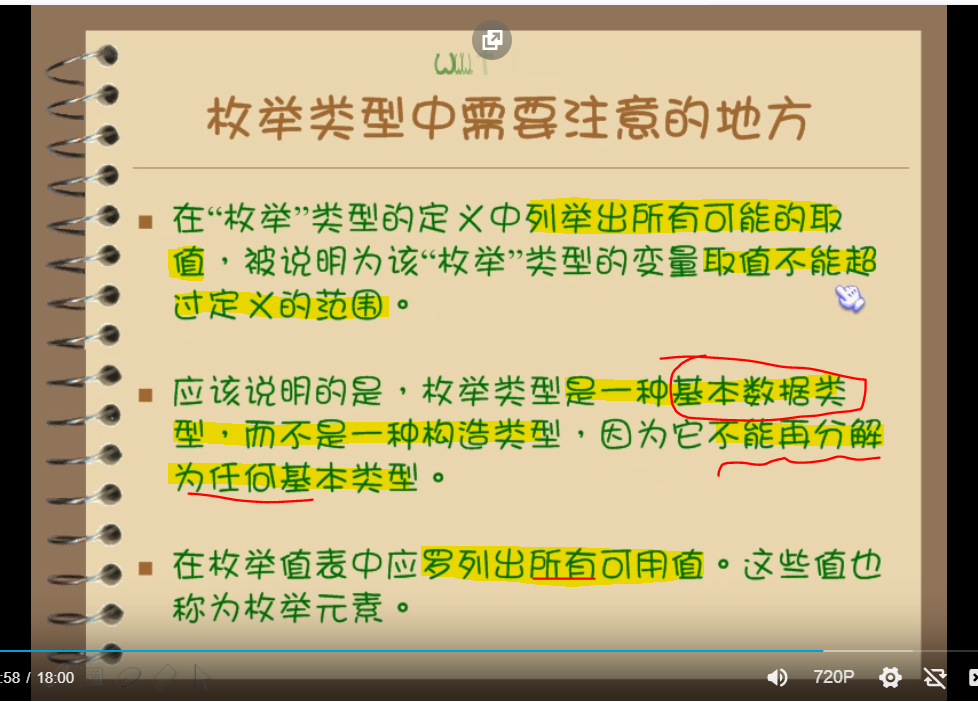 枚举类型中需要注意的地方
在“枚举”类型的定义中列举出所有可能的取
值，被说明为该“枚举”类型的变量取值不能超
过定义的范围。
应该说明的是，枚举类型是一种基本数据类
型，而不是一种构造类型，因为它不能再分解
为任何基本类型。
在枚举值表中应罗列出所有可用值。这些值也
称为枚举元素。
:58 / 18:00
720P